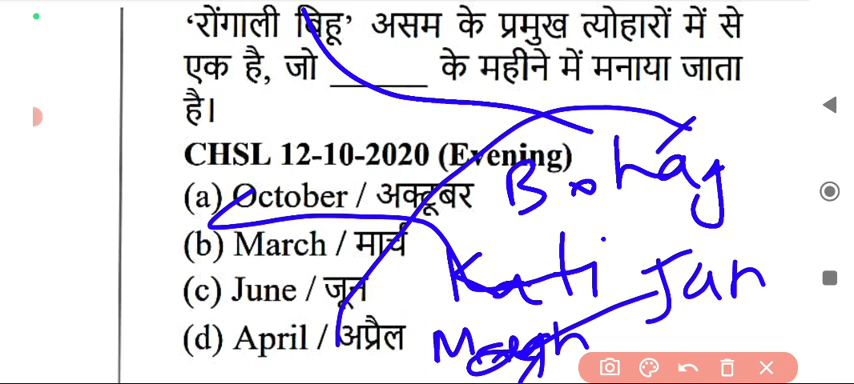 ‘रोंगाली बिहू’ असम के प्रमुख त्योहारों में से
एक है, जो ______ के महीने में मनाया जाता
है।
CHSL 12-10-2020 (Evening)
(a) October / अक्टूबर
(b) March / मार्च
(c) June / जून
(d) April / अप्रैल
Bohag
Kati
Jan
Magh